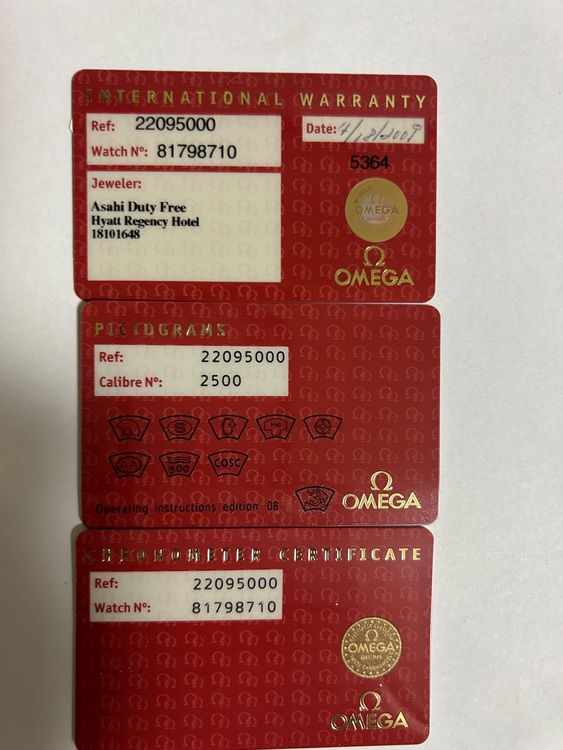 INTERNATIONAL WARRANTY
Ref: 22095000
Watch Nº: 81798710
Date: 4/18/2009
5364
Jeweler:
Asahi Duty Free
Hyatt Regency Hotel
18101648
OMEGA
Ω
OMEGA
PICTOGRAMS
Ref: 22095000
Calibre Nº: 2500
S
He
AA
300
COSC
Operating instructions edition 08
Ω
OMEGA
CHRONOMETER CERTIFICATE
Ref: 22095000
Watch Nº: 81798710
Ω
OMEGA
Ω
OMEGA